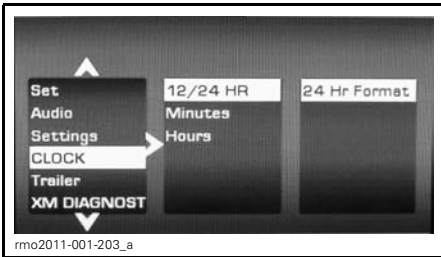 Set
Audio
Settings
CLOCK
Trailer
XM DIAGNOST
12/24 HR
Minutes
Hours
24 Hr Format
rmo2011-001-203_a